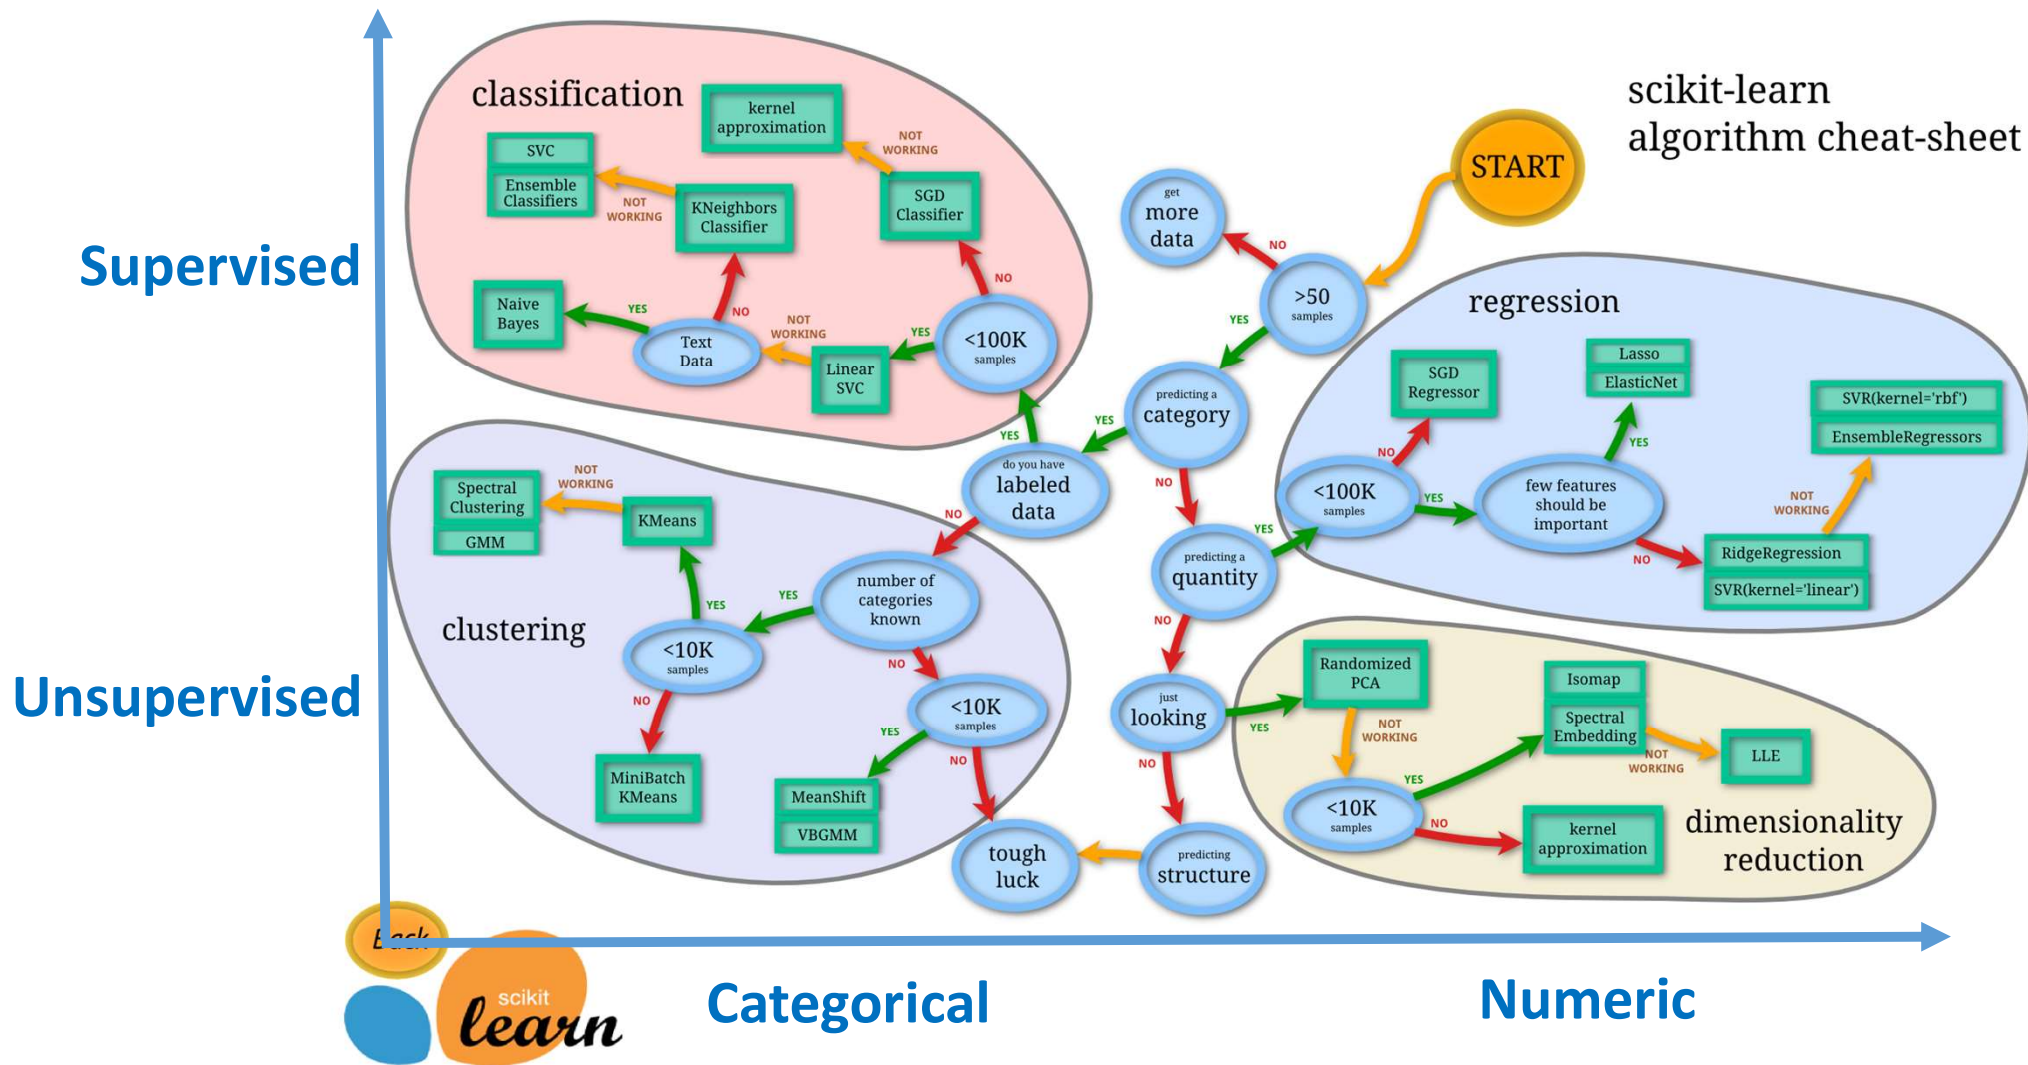 scikit-learn
algorithm cheat-sheet
START
get
more
data
NO
>50
samples
YES
predicting a
category
YES
NO
do you have
labeled
data
YES
NO
predicting a
quantity
YES
NO
just
looking
YES
NO
predicting
structure
tough
luck
classification
kernel
approximation
NOT
WORKING
SVC
Ensemble
Classifiers
NOT
WORKING
KNeighbors
Classifier
SGD
Classifier
NO
Naive
Bayes
YES
NO
Text
Data
NOT
WORKING
Linear
SVC
YES
<100K
samples
regression
SGD
Regressor
NO
<100K
samples
YES
Lasso
ElasticNet
YES
few features
should be
important
NO
SVR(kernel='rbf')
EnsembleRegressors
NOT
WORKING
RidgeRegression
SVR(kernel='linear')
clustering
Spectral
Clustering
GMM
NOT
WORKING
KMeans
YES
<10K
samples
NO
MiniBatch
KMeans
YES
number of
categories
known
NO
<10K
samples
YES
NO
MeanShift
VBGMM
dimensionality
reduction
Randomized
PCA
NOT
WORKING
<10K
samples
YES
NO
Isomap
Spectral
Embedding
NOT
WORKING
LLE
kernel
approximation
Supervised
Unsupervised
Categorical
Numeric
Back
scikit
learn